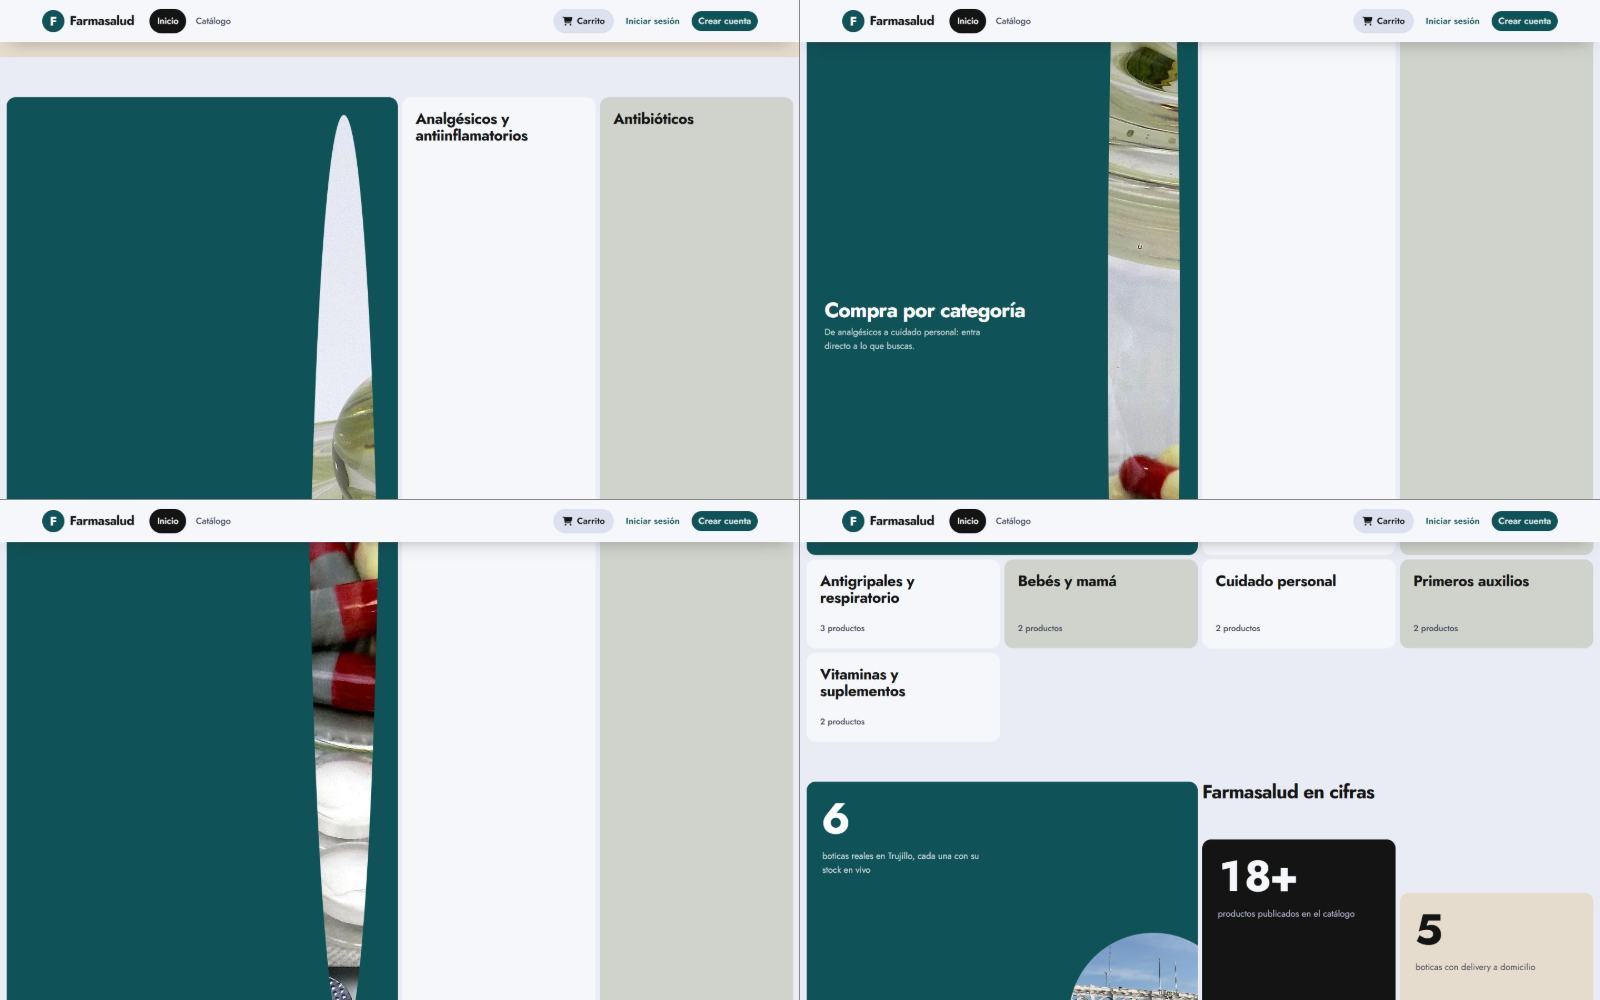 F Farmasalud Inicio Catálogo Carrito Iniciar sesión Crear cuenta
Analgésicos y
antiinflamatorios
Antibióticos
F Farmasalud Inicio Catálogo Carrito Iniciar sesión Crear cuenta
Compra por categoría
De analgésicos a cuidado personal: entra
directo a lo que buscas.
F Farmasalud Inicio Catálogo Carrito Iniciar sesión Crear cuenta
F Farmasalud Inicio Catálogo Carrito Iniciar sesión Crear cuenta
Antigripales y
respiratorio
3 productos
Bebés y mamá
2 productos
Cuidado personal
2 productos
Primeros auxilios
2 productos
Vitaminas y
suplementos
2 productos
6
boticas reales en Trujillo, cada una con su
stock en vivo
Farmasalud en cifras
18+
productos publicados en el catálogo
5
boticas con delivery a domicilio